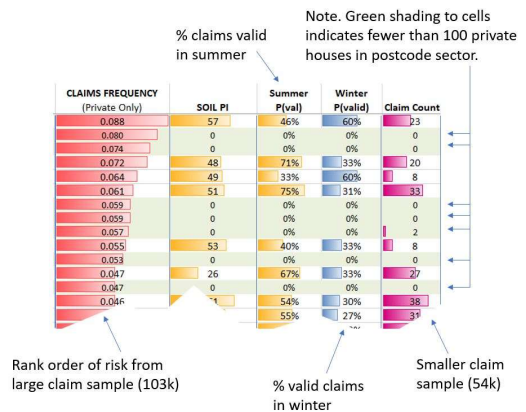 % claims valid
in summer
Note. Green shading to cells
indicates fewer than 100 private
houses in postcode sector.
CLAIMS FREQUENCY
(Private Only)
SOIL PI
Summer
P(val)
Winter
P(valid)
Claim Count
0.088 57 46% 60% 23
0.080 0 0% 0% 0
0.074 0 0% 0% 0
0.072 48 71% 33% 20
0.064 49 33% 60% 8
0.061 51 75% 31% 33
0.059 0 0% 0% 0
0.059 0 0% 0% 0
0.057 0 0% 0% 2
0.055 53 40% 33% 8
0.053 0 0% 0% 0
0.047 26 67% 33% 27
0.047 0 0% 0% 0
0.046 54% 30% 38
55% 27% 31
Rank order of risk from
large claim sample (103k)
% valid claims
in winter
Smaller claim
sample (54k)